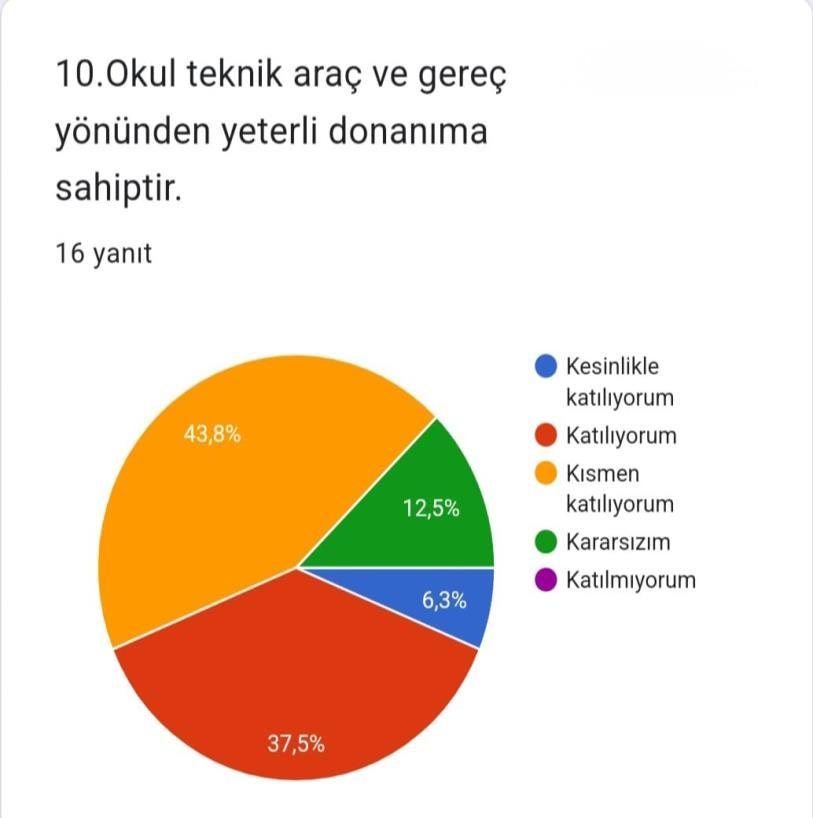 10.Okul teknik araç ve gereç
yönünden yeterli donanıma
sahiptir.
16 yanıt
43,8%
12,5%
6,3%
37,5%
Kesinlikle
katılıyorum
Katılıyorum
Kısmen
katılıyorum
Kararsızım
Katılmıyorum